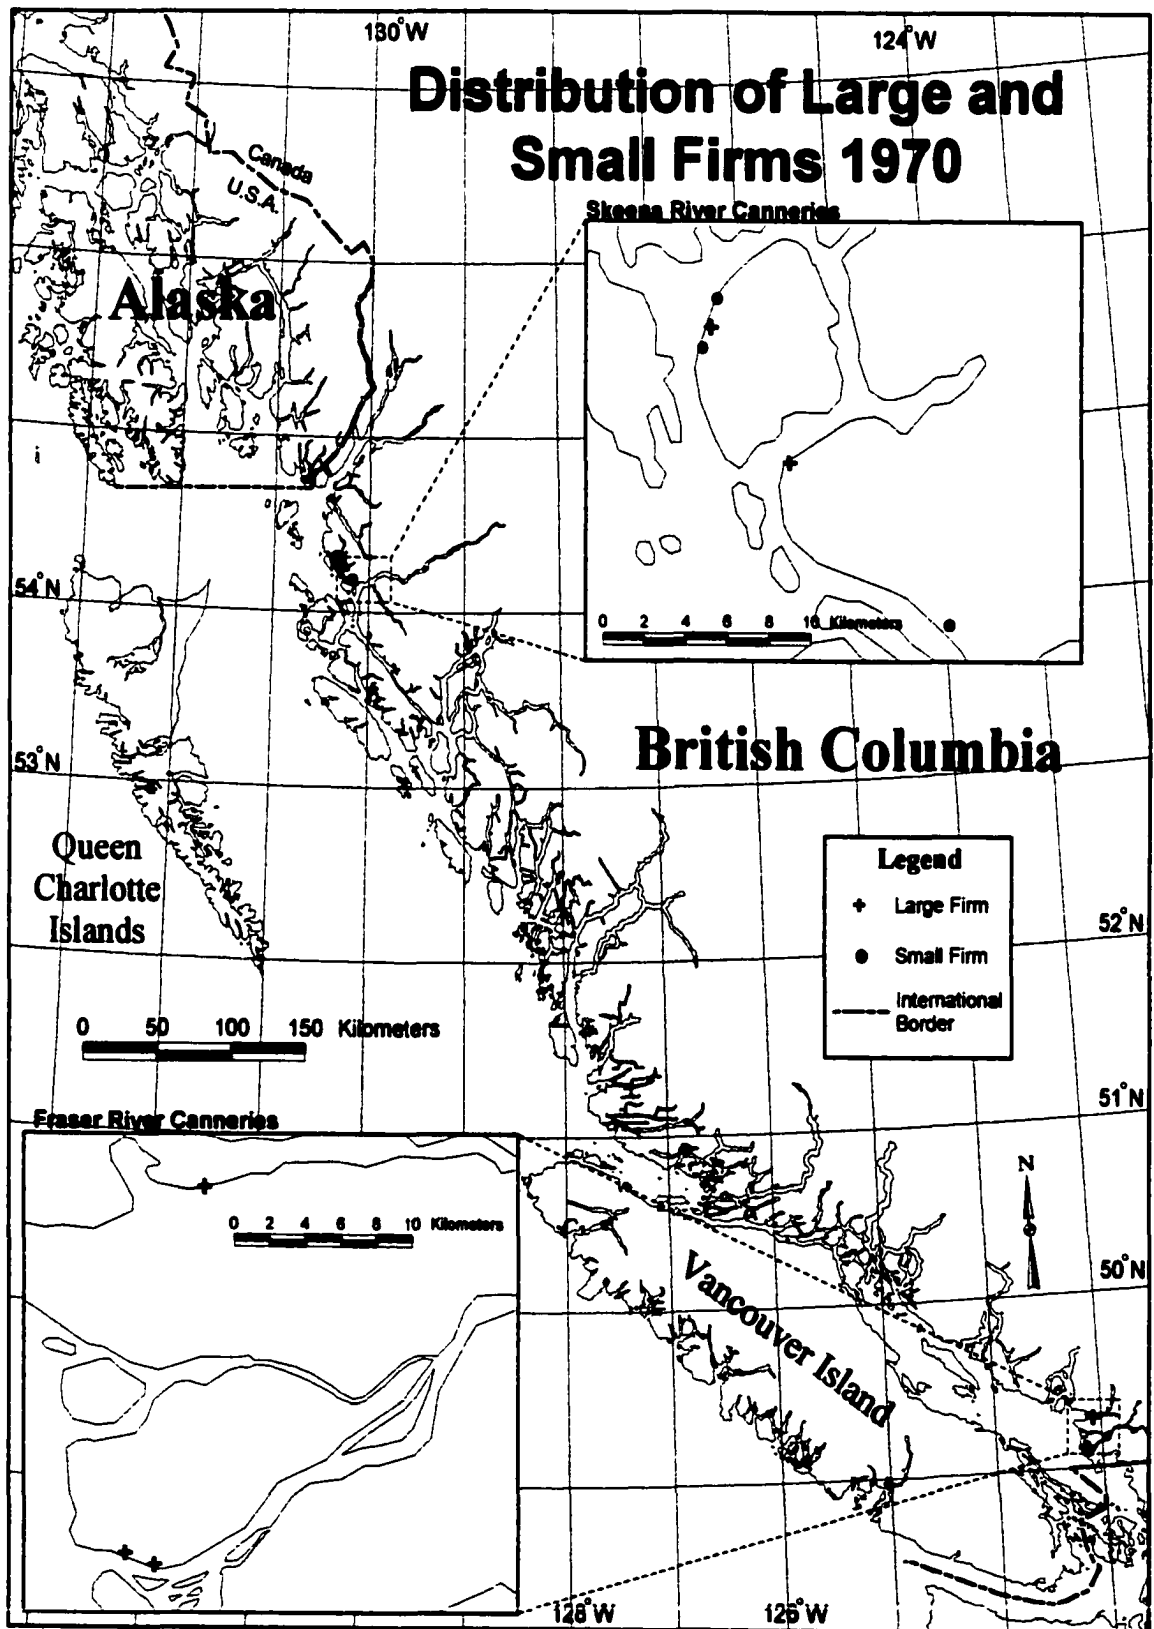 130°W
124°W
Distribution of Large and
Small Firms 1970
Canada
U.S.A.
Skeena River Canneries
Alaska
0 2 4 6 8 10 Kilometers
54°N
53°N
British Columbia
Queen
Charlotte
Islands
Legend
Large Firm
Small Firm
International
Border
52°N
0 50 100 150 Kilometers
51°N
Fraser River Canneries
N
0 2 4 6 8 10 Kilometers
50°N
Vancouver Island
128°W
126°W